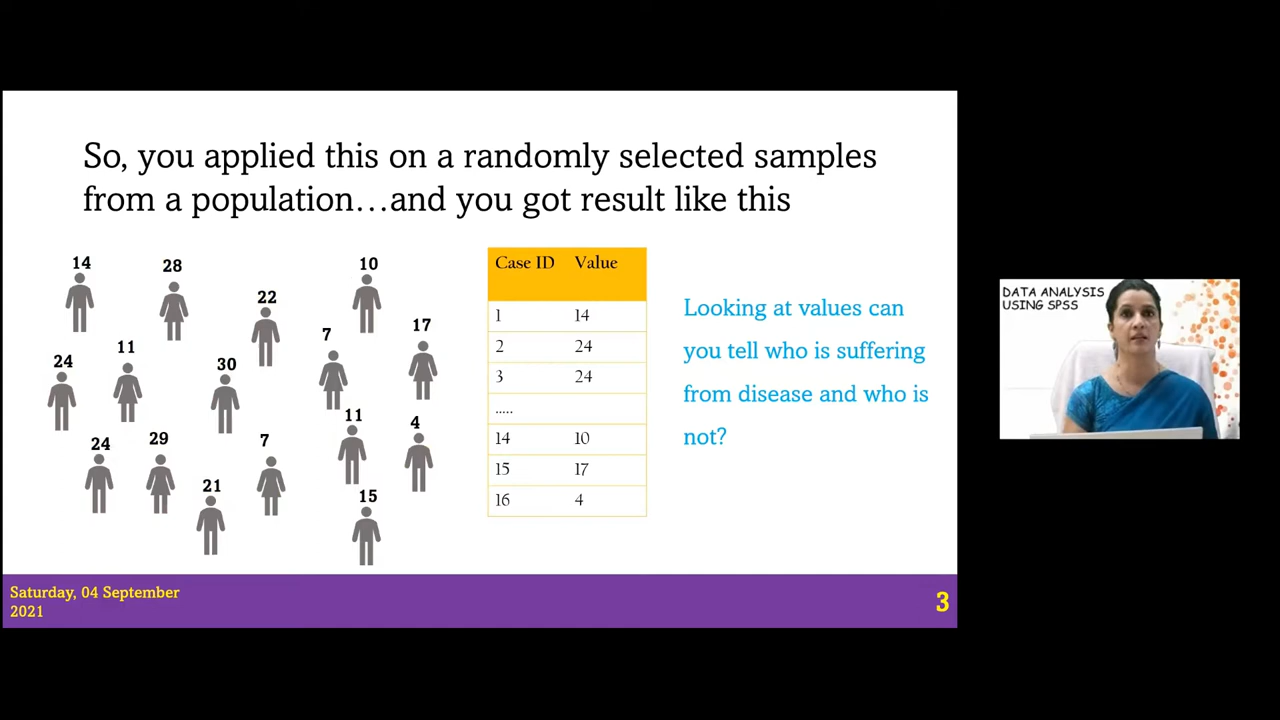 So, you applied this on a randomly selected samples
from a population...and you got result like this
14
28
22
10
7
17
24
11
30
11
4
24
29
7
21
15
Case ID Value
1 14
2 24
3 24
.....
14 10
15 17
16 4
Looking at values can
you tell who is suffering
from disease and who is
not?
DATA ANALYSIS
USING SPSS
Saturday, 04 September
2021
3